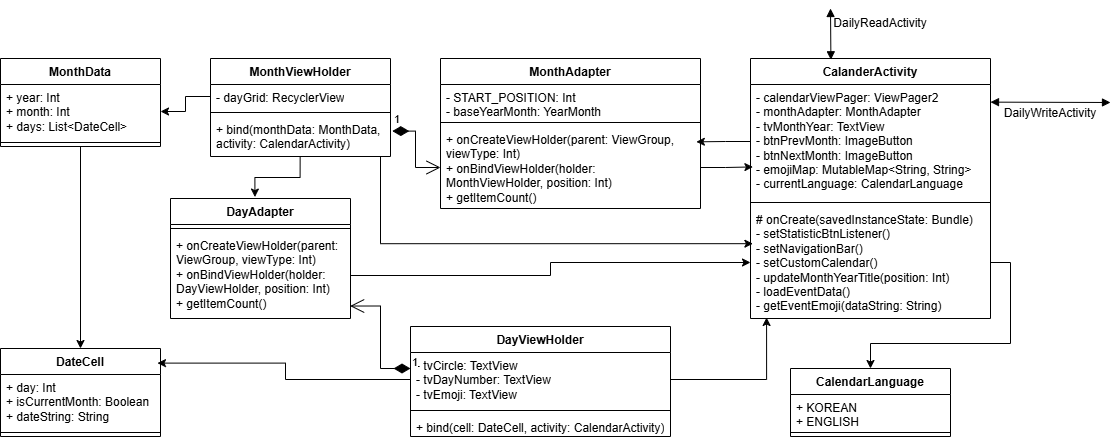 DailyReadActivity
DailyWriteActivity
MonthData
+ year: Int
+ month: Int
+ days: List<DateCell>
MonthViewHolder
- dayGrid: RecyclerView
+ bind(monthData: MonthData,
activity: CalendarActivity)
1
MonthAdapter
- START_POSITION: Int
- baseYearMonth: YearMonth
+ onCreateViewHolder(parent: ViewGroup,
viewType: Int)
+ onBindViewHolder(holder:
MonthViewHolder, position: Int)
+ getItemCount()
CalanderActivity
- calendarViewPager: ViewPager2
- monthAdapter: MonthAdapter
- tvMonthYear: TextView
- btnPrevMonth: ImageButton
- btnNextMonth: ImageButton
- emojiMap: MutableMap<String, String>
- currentLanguage: CalendarLanguage
# onCreate(savedInstanceState: Bundle)
- setStatisticBtnListener()
- setNavigationBar()
- setCustomCalendar()
- updateMonthYearTitle(position: Int)
- loadEventData()
- getEventEmoji(dataString: String)
DayAdapter
+ onCreateViewHolder(parent:
ViewGroup, viewType: Int)
+ onBindViewHolder(holder:
DayViewHolder, position: Int)
+ getItemCount()
DateCell
+ day: Int
+ isCurrentMonth: Boolean
+ dateString: String
DayViewHolder
1
- tvCircle: TextView
- tvDayNumber: TextView
- tvEmoji: TextView
+ bind(cell: DateCell, activity: CalendarActivity)
CalendarLanguage
+ KOREAN
+ ENGLISH